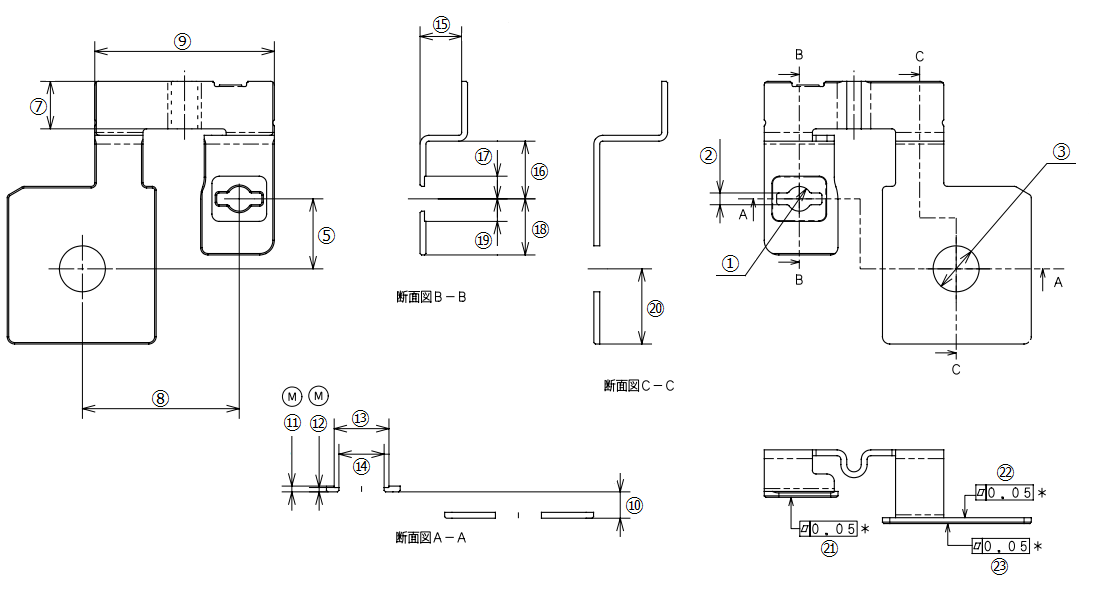 ⑨
⑦
⑤
⑧
⑮
⑰
⑯
⑲
⑱
断面図B-B
⑳
断面図C-C
B
C
②
③
A
①
B
A
C
Ⓜ Ⓜ
⑪ ⑫ ⑬
⑭
⑩
断面図A-A
㉒
0.05*
0.05*
㉑
0.05*
㉓